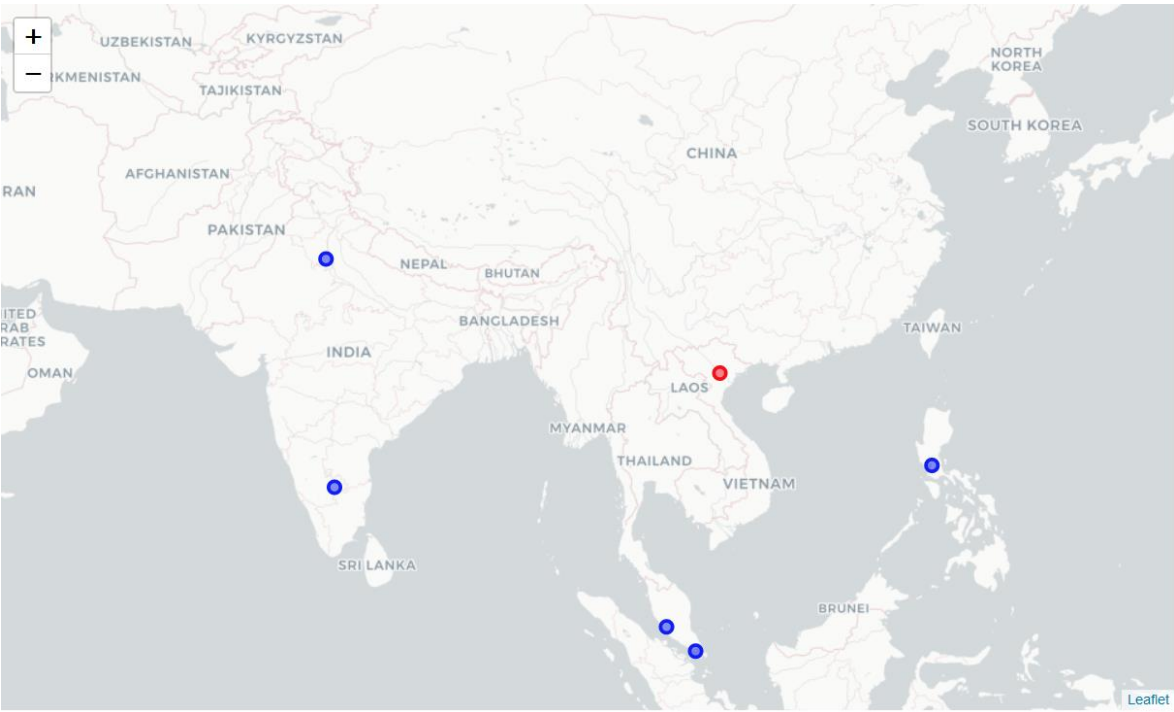 +
−
UZBEKISTAN
KYRGYZSTAN
RKMENISTAN
TAJIKISTAN
NORTH
KOREA
SOUTH KOREA
CHINA
AFGHANISTAN
RAN
PAKISTAN
NEPAL
BHUTAN
ITED
RAB
RATES
BANGLADESH
TAIWAN
INDIA
OMAN
LAOS
MYANMAR
THAILAND
VIETNAM
SRI LANKA
BRUNEI
Leaflet